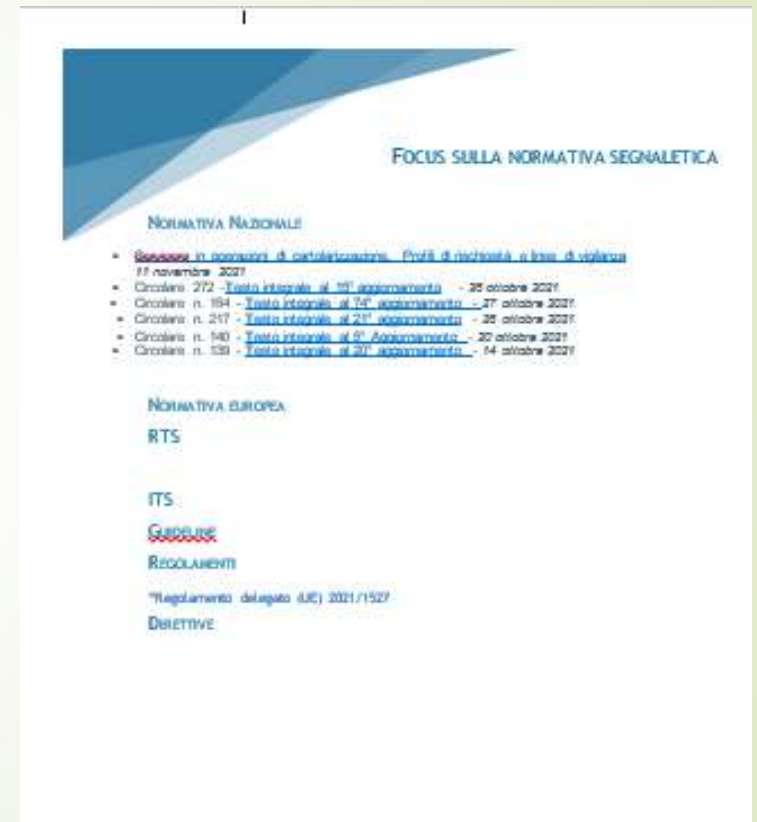 FOCUS SULLA NORMATIVA SEGNALETICA
NORMATIVA NAZIONALE
• Servicer in operazioni di cartolarizzazione. Profili di rischiosità e linee di vigilanza
11 novembre 2021
• Circolare 272 -Testo integrale al 15° aggiornamento - 26 ottobre 2021
• Circolare n. 154 - Testo integrale al 74° aggiornamento - 27 ottobre 2021
• Circolare n. 217 - Testo integrale al 21° aggiornamento - 26 ottobre 2021
• Circolare n. 140 - Testo integrale al 5° Aggiornamento - 20 ottobre 2021
• Circolare n. 139 - Testo integrale al 20° aggiornamento - 14 ottobre 2021
NORMATIVA EUROPEA
RTS
ITS
GUIDELINE
REGOLAMENTI
*Regolamento delegato (UE) 2021/1527
DIRETTIVE